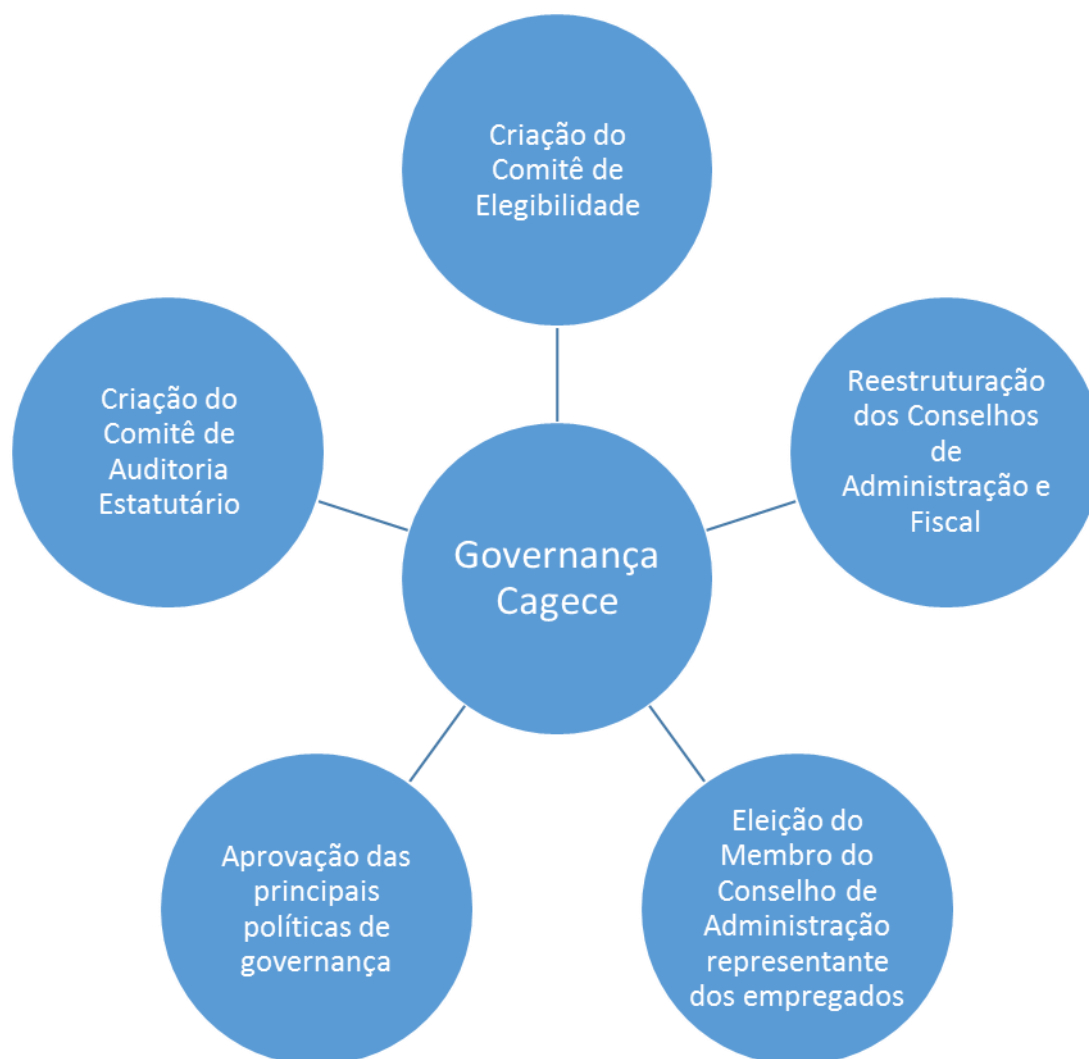 Criação do
Comitê de
Elegibilidade
Reestruturação
dos Conselhos
de
Administração e
Fiscal
Criação do
Comitê de
Auditoria
Estatutário
Governança
Cagece
Eleição do
Membro do
Conselho de
Administração
representante
dos empregados
Aprovação das
principais
políticas de
governança